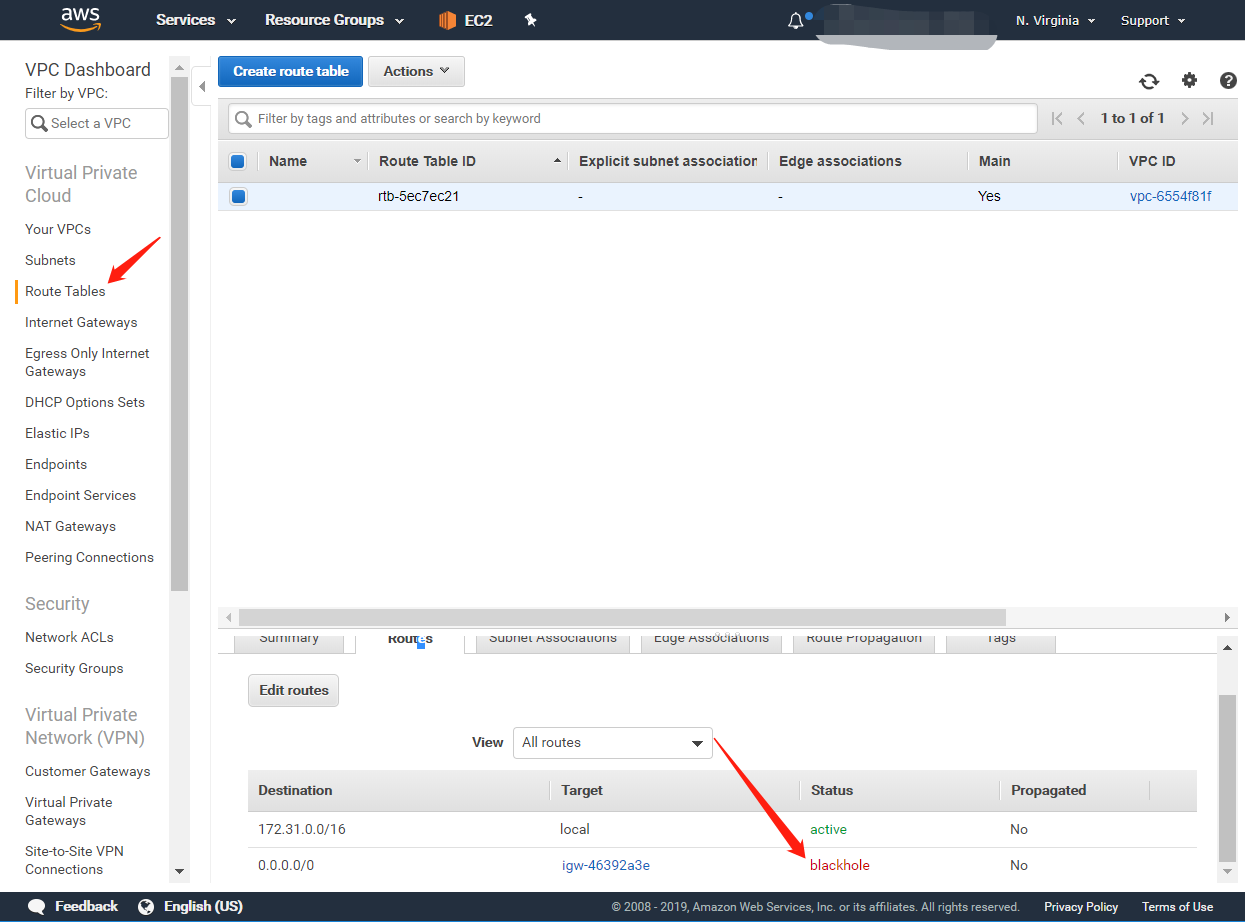 aws
Services
Resource Groups
EC2
N. Virginia
Support
VPC Dashboard
Filter by VPC:
Select a VPC
Virtual Private
Cloud
Your VPCs
Subnets
Route Tables
Internet Gateways
Egress Only Internet
Gateways
DHCP Options Sets
Elastic IPs
Endpoints
Endpoint Services
NAT Gateways
Peering Connections
Security
Network ACLs
Security Groups
Virtual Private
Network (VPN)
Customer Gateways
Virtual Private
Gateways
Site-to-Site VPN
Connections
Create route table
Actions
Filter by tags and attributes or search by keyword
1 to 1 of 1
Name Route Table ID Explicit subnet association Edge associations Main VPC ID
rtb-5ec7ec21 - - Yes vpc-6554f81f
Summary Routes Subnet Associations Edge Associations Route Propagation Tags
Edit routes
View All routes
Destination Target Status Propagated
172.31.0.0/16 local active No
0.0.0.0/0 igw-46392a3e blackhole No
Feedback English (US) © 2008 - 2019, Amazon Web Services, Inc. or its affiliates. All rights reserved. Privacy Policy Terms of Use